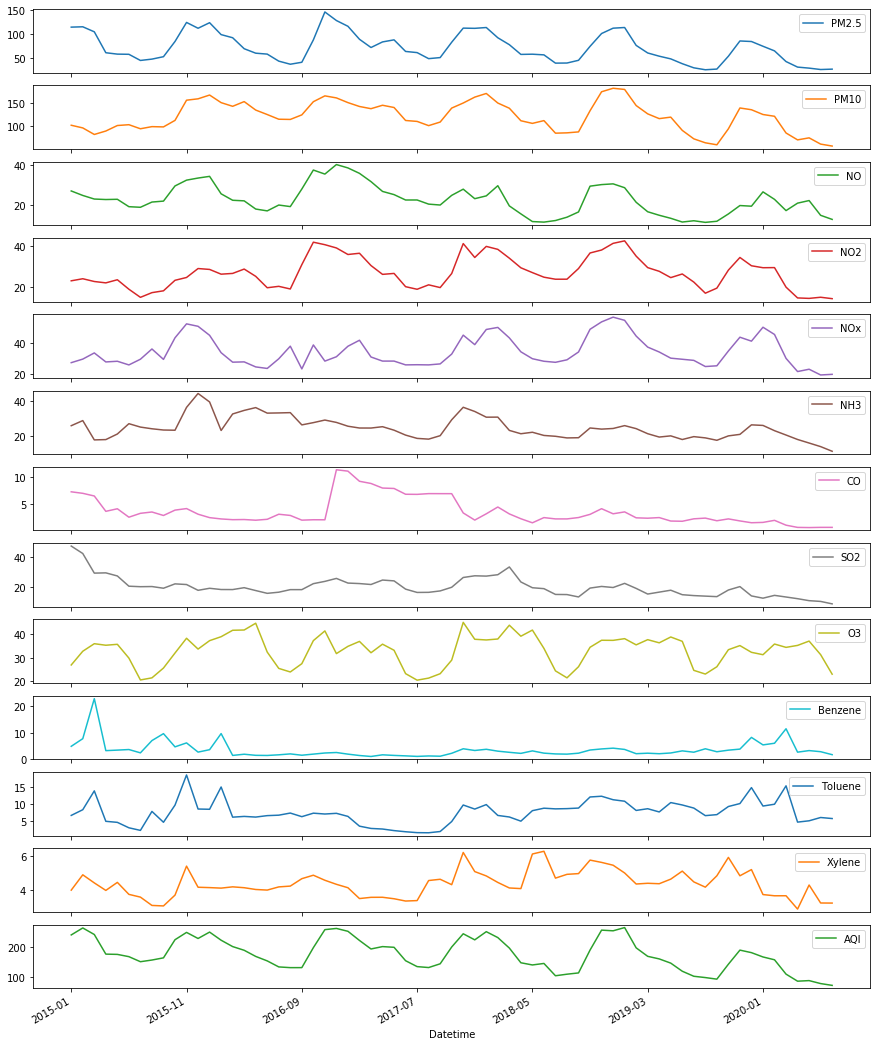 150
100
50
PM2.5
150
100
PM10
40
20
NO
40
20
NO2
40
20
NOx
40
20
NH3
10
5
CO
40
20
SO2
40
30
20
O3
20
10
0
Benzene
15
10
5
Toluene
6
4
Xylene
200
100
AQI
2015-01
2015-11
2016-09
2017-07
2018-05
2019-03
2020-01
Datetime